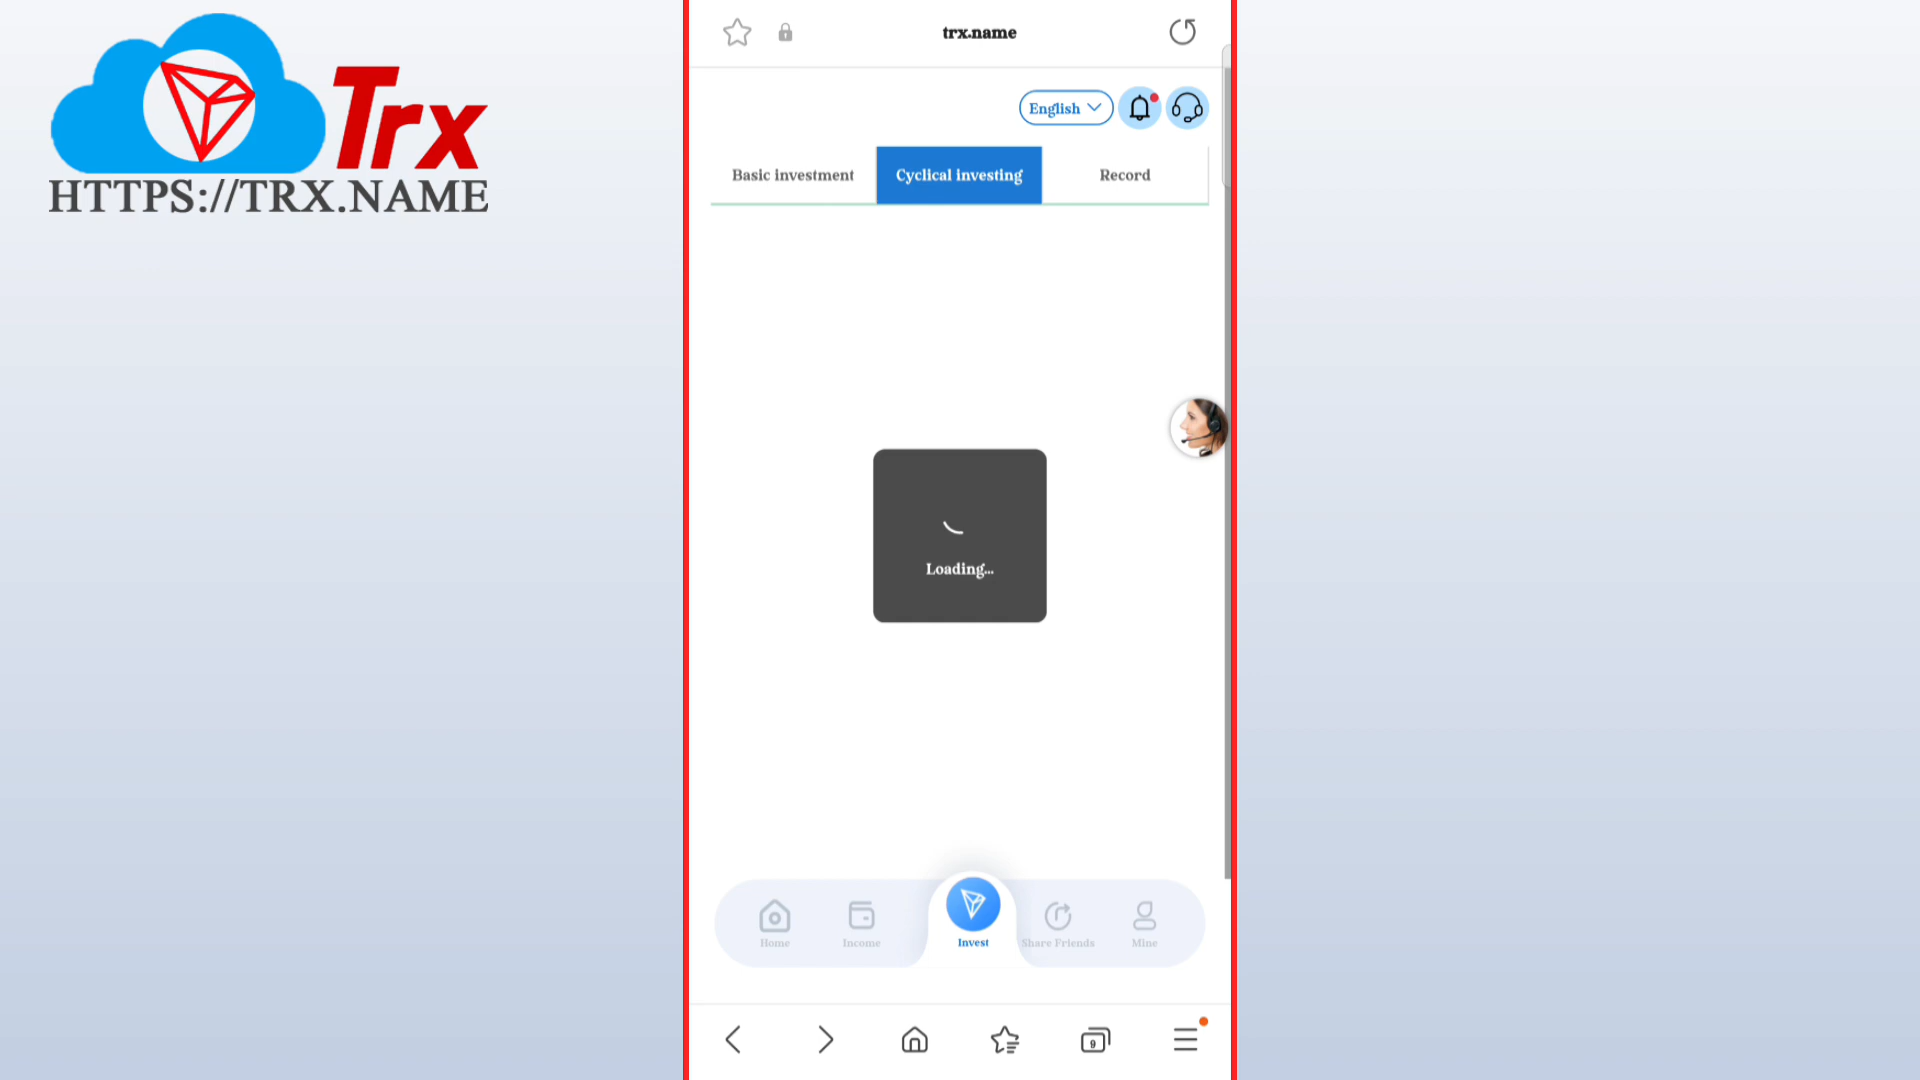 Trx
HTTPS://TRX.NAME
trx.name
English
Basic investment
Cyclical investing
Record
Loading...
Home
Income
Invest
Share Friends
Mine
9